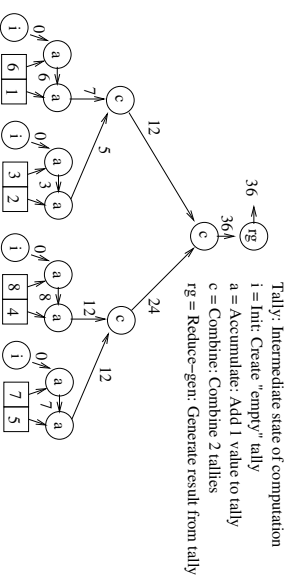 Tally: Intermediate state of computation
i = Init: Create "empty" tally
a = Accumulate: Add 1 value to tally
c = Combine: Combine 2 tallies
rg = Reduce-gen: Generate result from tally
36
rg
36
c
12
24
c
c
7
5
12
12
a
a
a
a
a
a
a
a
6
3
8
7
0
0
0
0
i
i
i
i
6 1
3 2
8 4
7 5